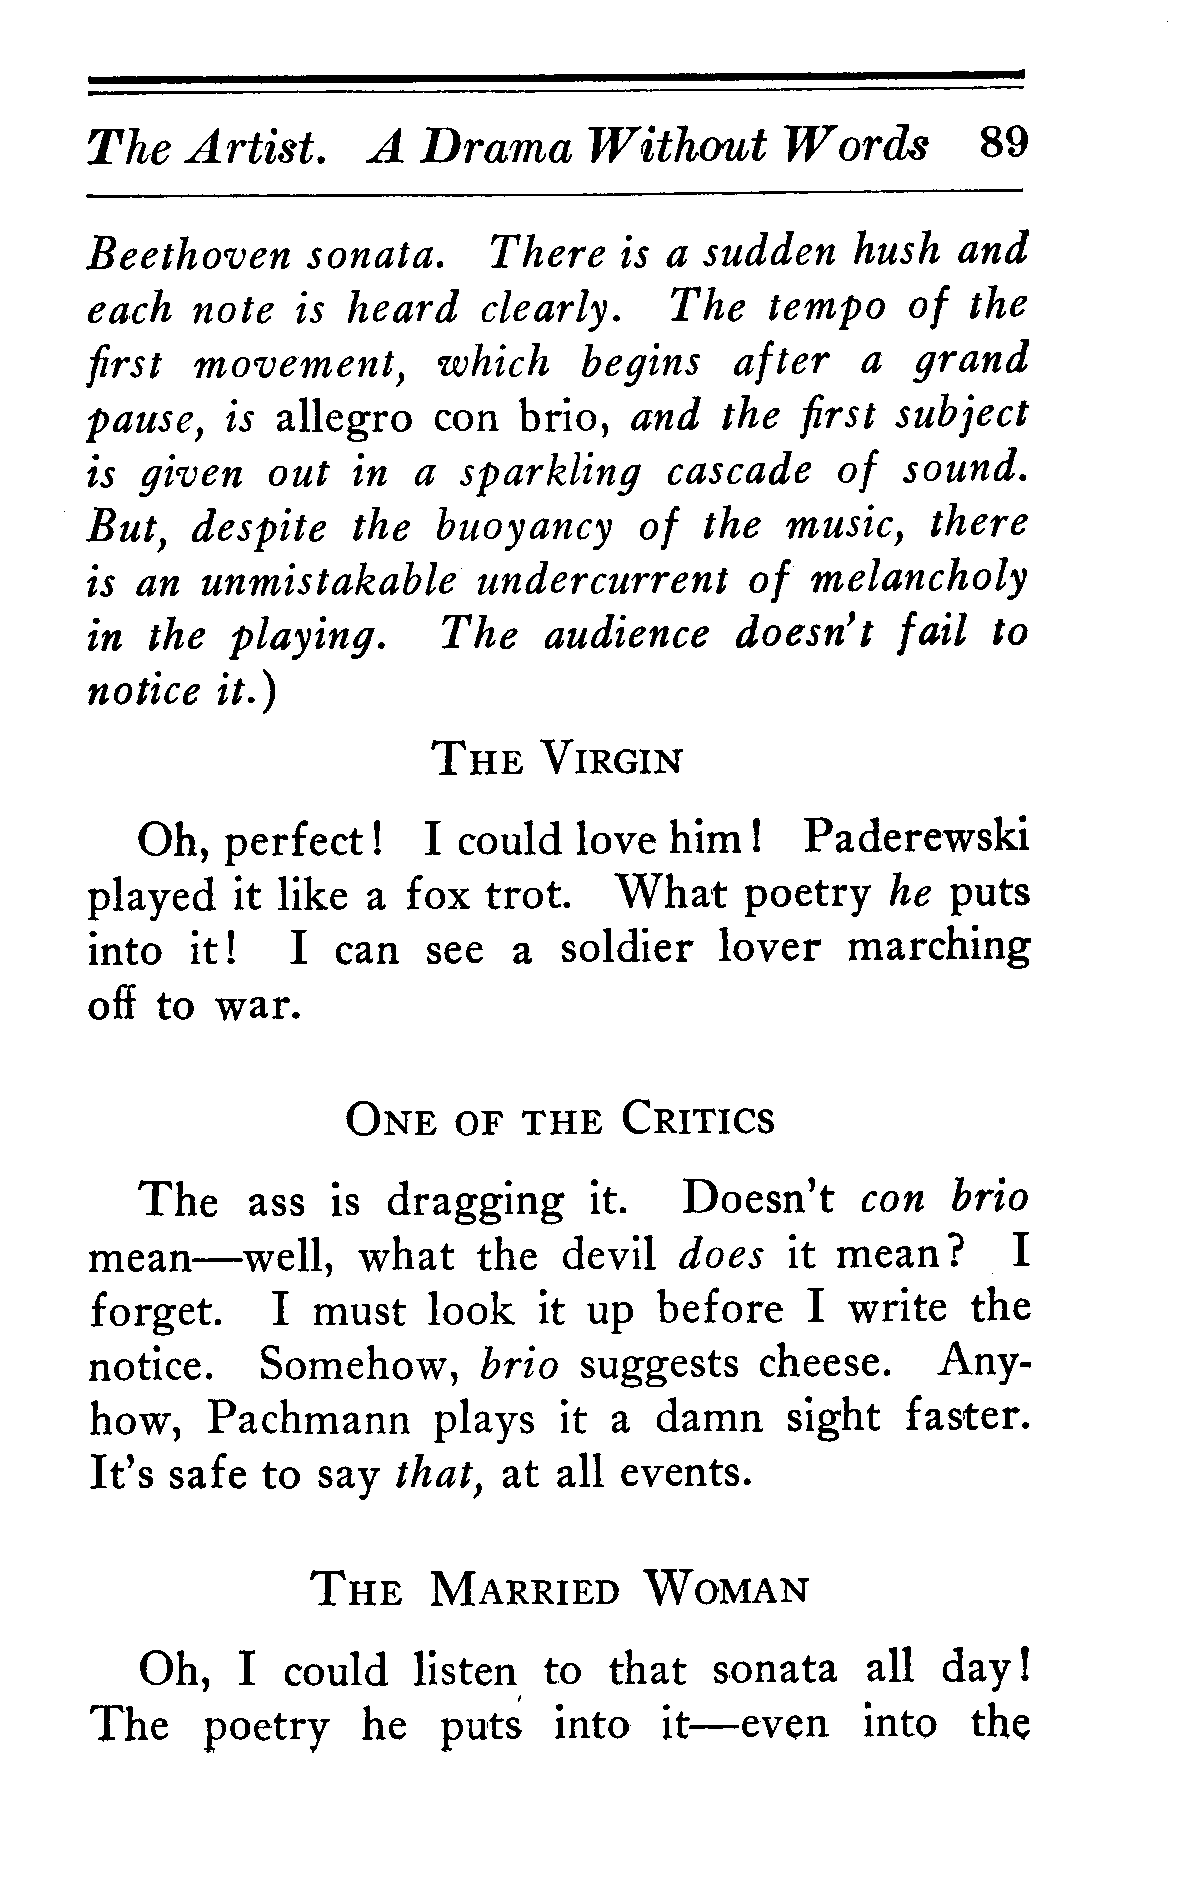 The Artist. A Drama Without Words 89
Beethoven sonata. There is a sudden hush and
each note is heard clearly. The tempo of the
first movement, which begins after a grand
pause, is allegro con brio, and the first subject
is given out in a sparkling cascade of sound.
But, despite the buoyancy of the music, there
is an unmistakable undercurrent of melancholy
in the playing. The audience doesn't fail to
notice it.)
THE VIRGIN
Oh, perfect! I could love him! Paderewski
played it like a fox trot. What poetry he puts
into it! I can see a soldier lover marching
off to war.
ONE OF THE CRITICS
The ass is dragging it. Doesn't con brio
mean—well, what the devil does it mean? I
forget. I must look it up before I write the
notice. Somehow, brio suggests cheese. Any-
how, Pachmann plays it a damn sight faster.
It's safe to say that, at all events.
THE MARRIED WOMAN
Oh, I could listen to that sonata all day!
The poetry he puts into it—even into the